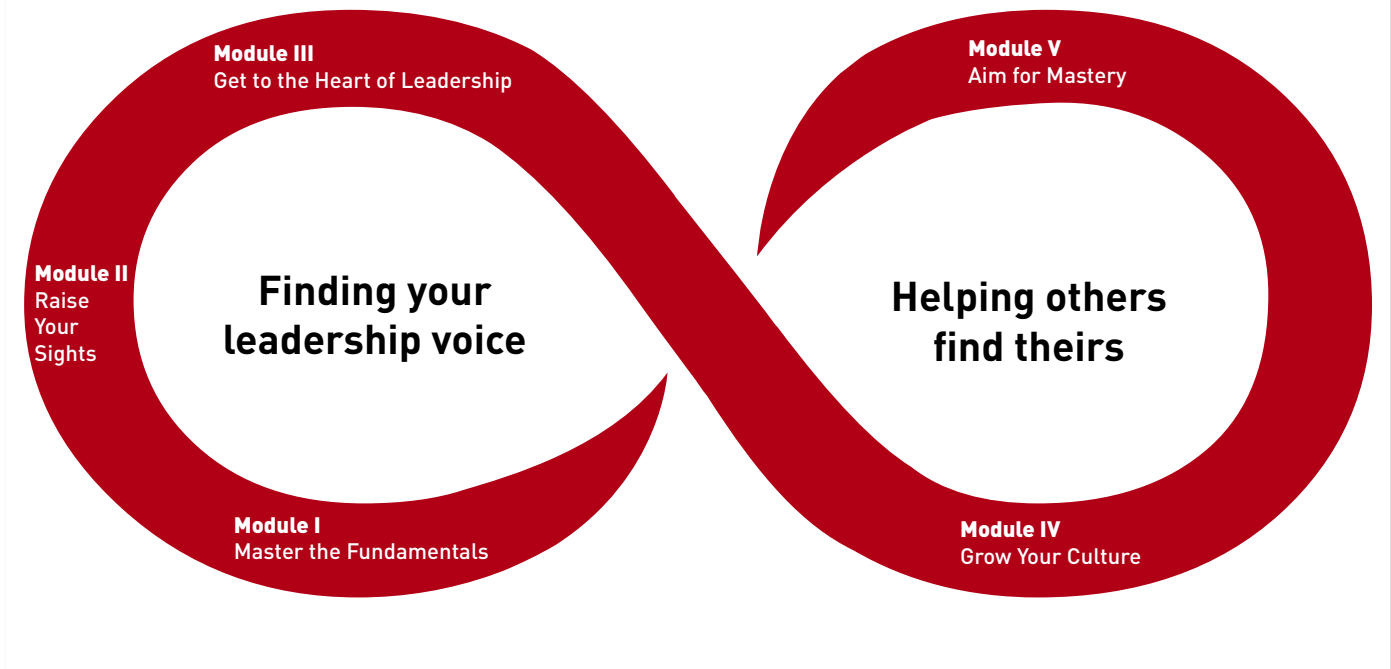 Module III
Get to the Heart of Leadership
Module V
Aim for Mastery
Module II
Raise
Your
Sights
Finding your
leadership voice
Helping others
find theirs
Module I
Master the Fundamentals
Module IV
Grow Your Culture